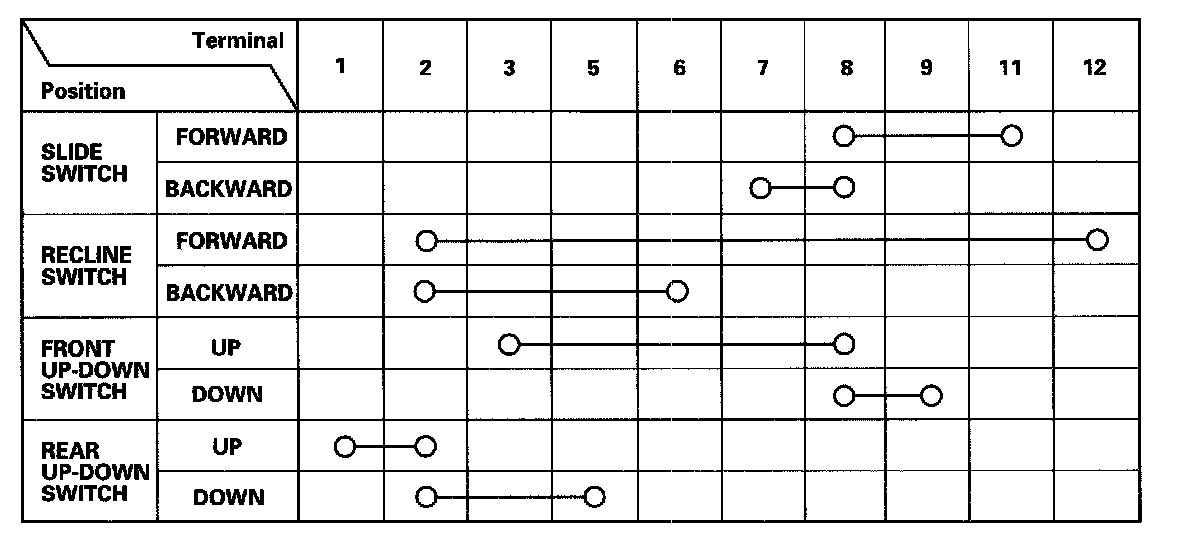 Terminal
Position
1 2 3 5 6 7 8 9 11 12
SLIDE
SWITCH
FORWARD
BACKWARD
RECLINE
SWITCH
FORWARD
BACKWARD
FRONT
UP-DOWN
SWITCH
UP
DOWN
REAR
UP-DOWN
SWITCH
UP
DOWN